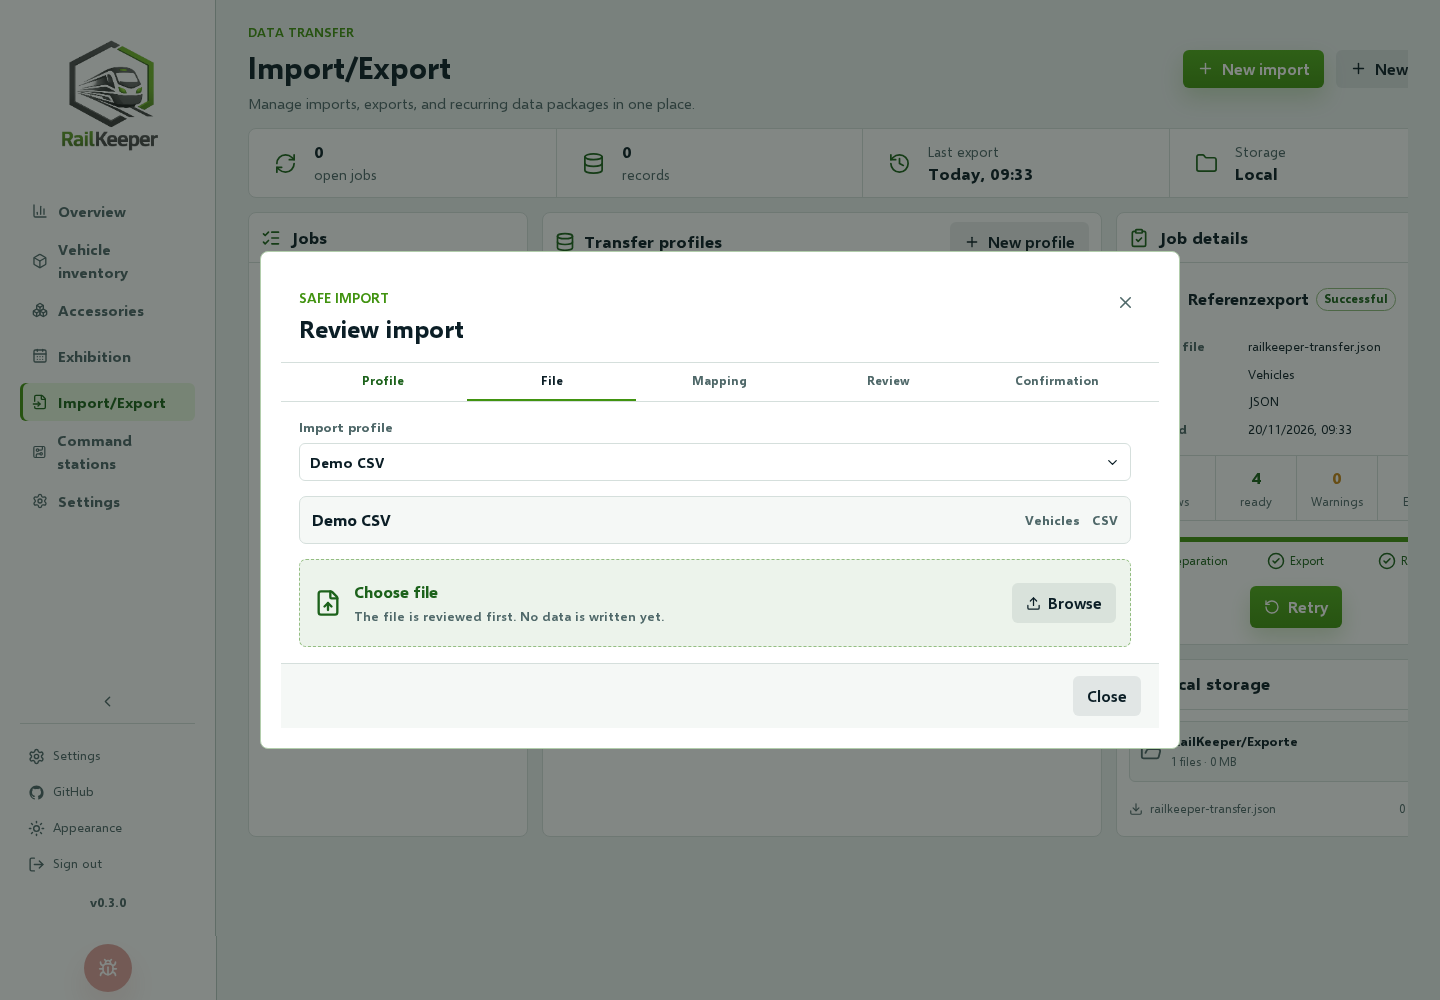 RailKeeper
Overview
Vehicle
inventory
Accessories
Exhibition
Import/Export
Command
stations
Settings
Settings
GitHub
Appearance
Sign out
v0.3.0
DATA TRANSFER
Import/Export
Manage imports, exports, and recurring data packages in one place.
New import
New
0
open jobs
0
records
Last export
Today, 09:33
Storage
Local
Jobs
Transfer profiles
New profile
Job details
Referenzexport
Successful
file
railkeeper-transfer.json
Vehicles
JSON
20/11/2026, 09:33
4
ready
0
Warnings
Export
Retry
RailKeeper/Exporte
1 files · 0 MB
railkeeper-transfer.json
0
SAFE IMPORT
Review import
Profile
File
Mapping
Review
Confirmation
Import profile
Demo CSV
Demo CSV
Vehicles CSV
Choose file
The file is reviewed first. No data is written yet.
Browse
Close